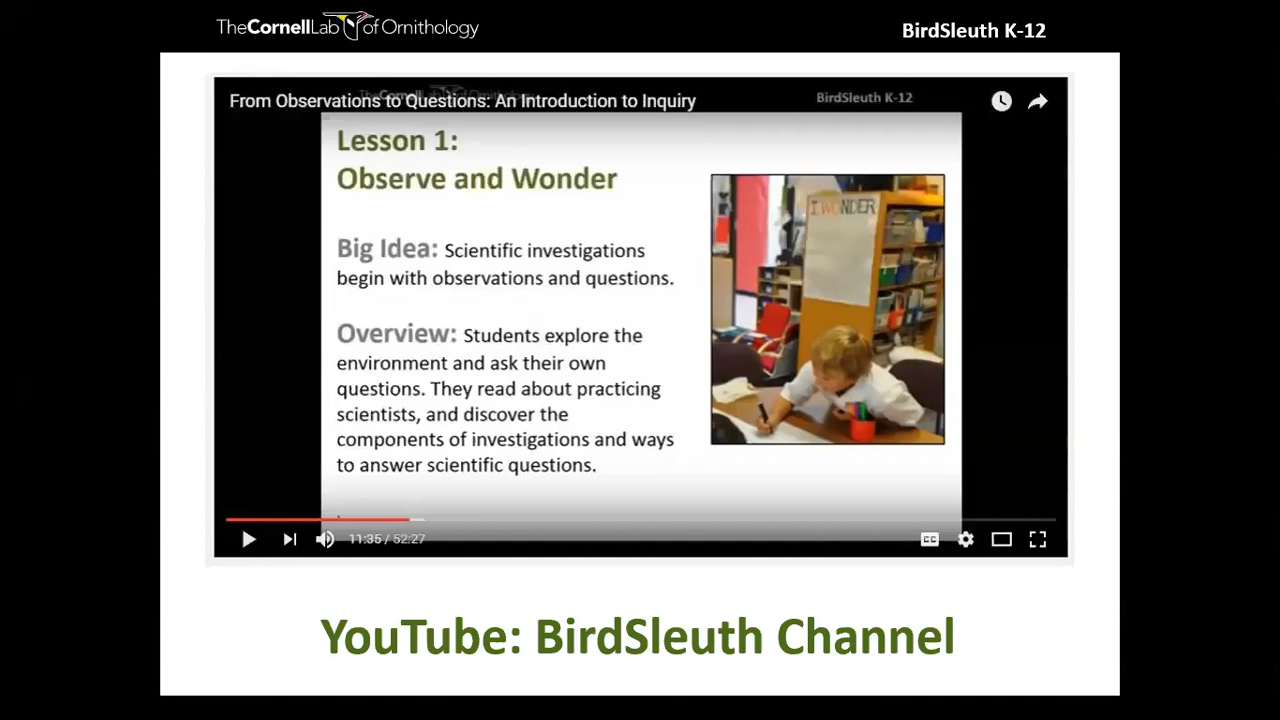 TheCornellLab of Ornithology
BirdSleuth K-12
From Observations to Questions: An Introduction to Inquiry
BirdSleuth K-12
Lesson 1:
Observe and Wonder
I WONDER
Big Idea: Scientific investigations
begin with observations and questions.
Overview: Students explore the
environment and ask their own
questions. They read about practicing
scientists, and discover the
components of investigations and ways
to answer scientific questions.
11:35 / 52:27
CC
YouTube: BirdSleuth Channel